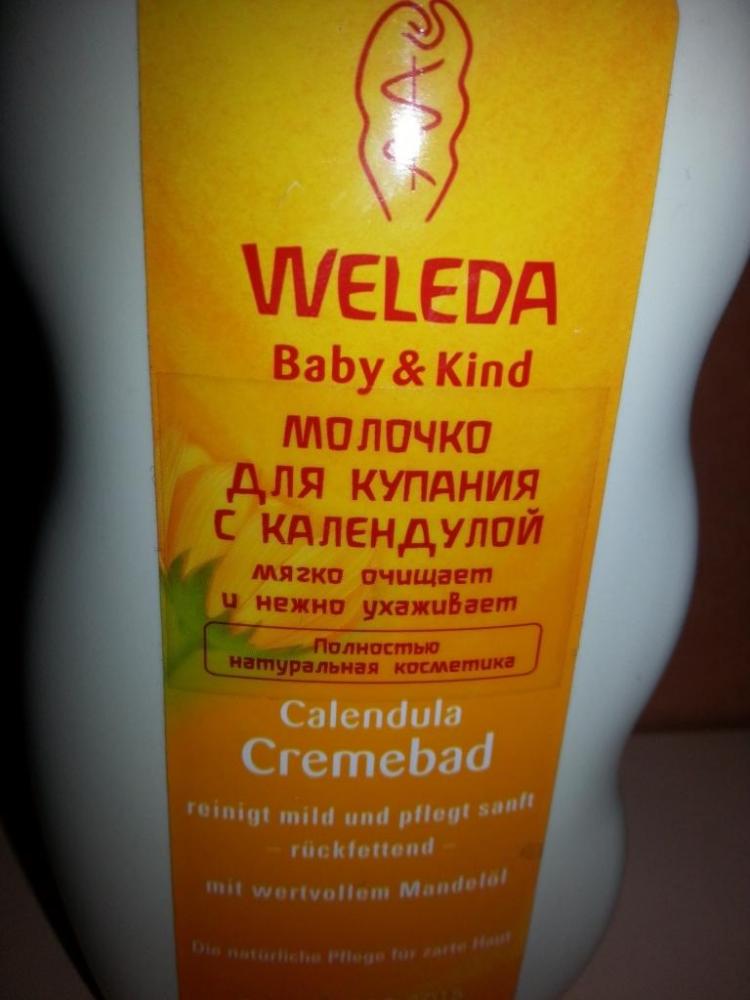 WELEDA
Baby & Kind
МОЛОЧКО
ДЛЯ КУПАНИЯ
С КАЛЕНДУЛОЙ
мягко очищает
и нежно ухаживает
Полностью
натуральная косметика
Calendula
Cremebad
reinigt mild und pflegt sanft
– rückfettend –
mit wertvollem Mandelöl
Die natürliche Pflege für zarte Haut